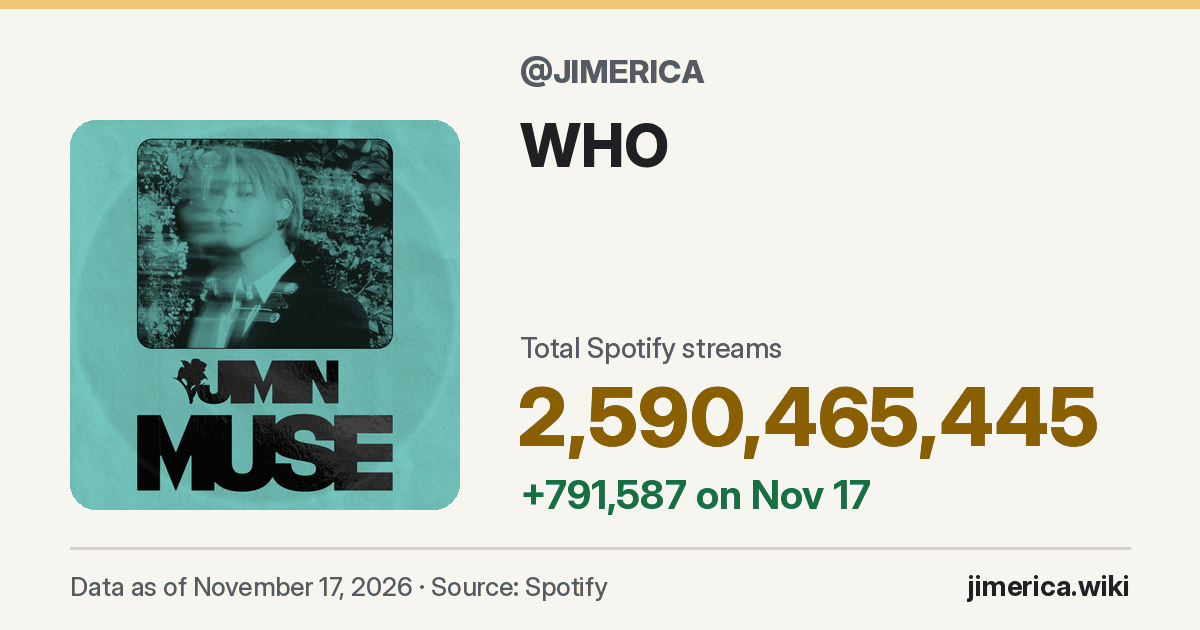 @JIMERICA
WHO
JIMIN
MUSE
Total Spotify streams
2,590,465,445
+791,587 on Nov 17
Data as of November 17, 2026 · Source: Spotify
jimerica.wiki